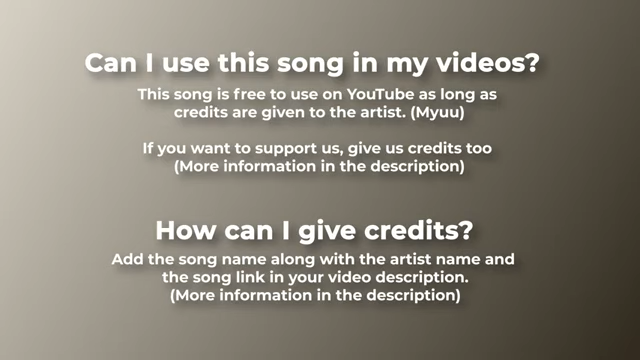 Can I use this song in my videos?
This song is free to use on YouTube as long as
credits are given to the artist. (Myuu)
If you want to support us, give us credits too
(More information in the description)
How can I give credits?
Add the song name along with the artist name and
the song link in your video description.
(More information in the description)